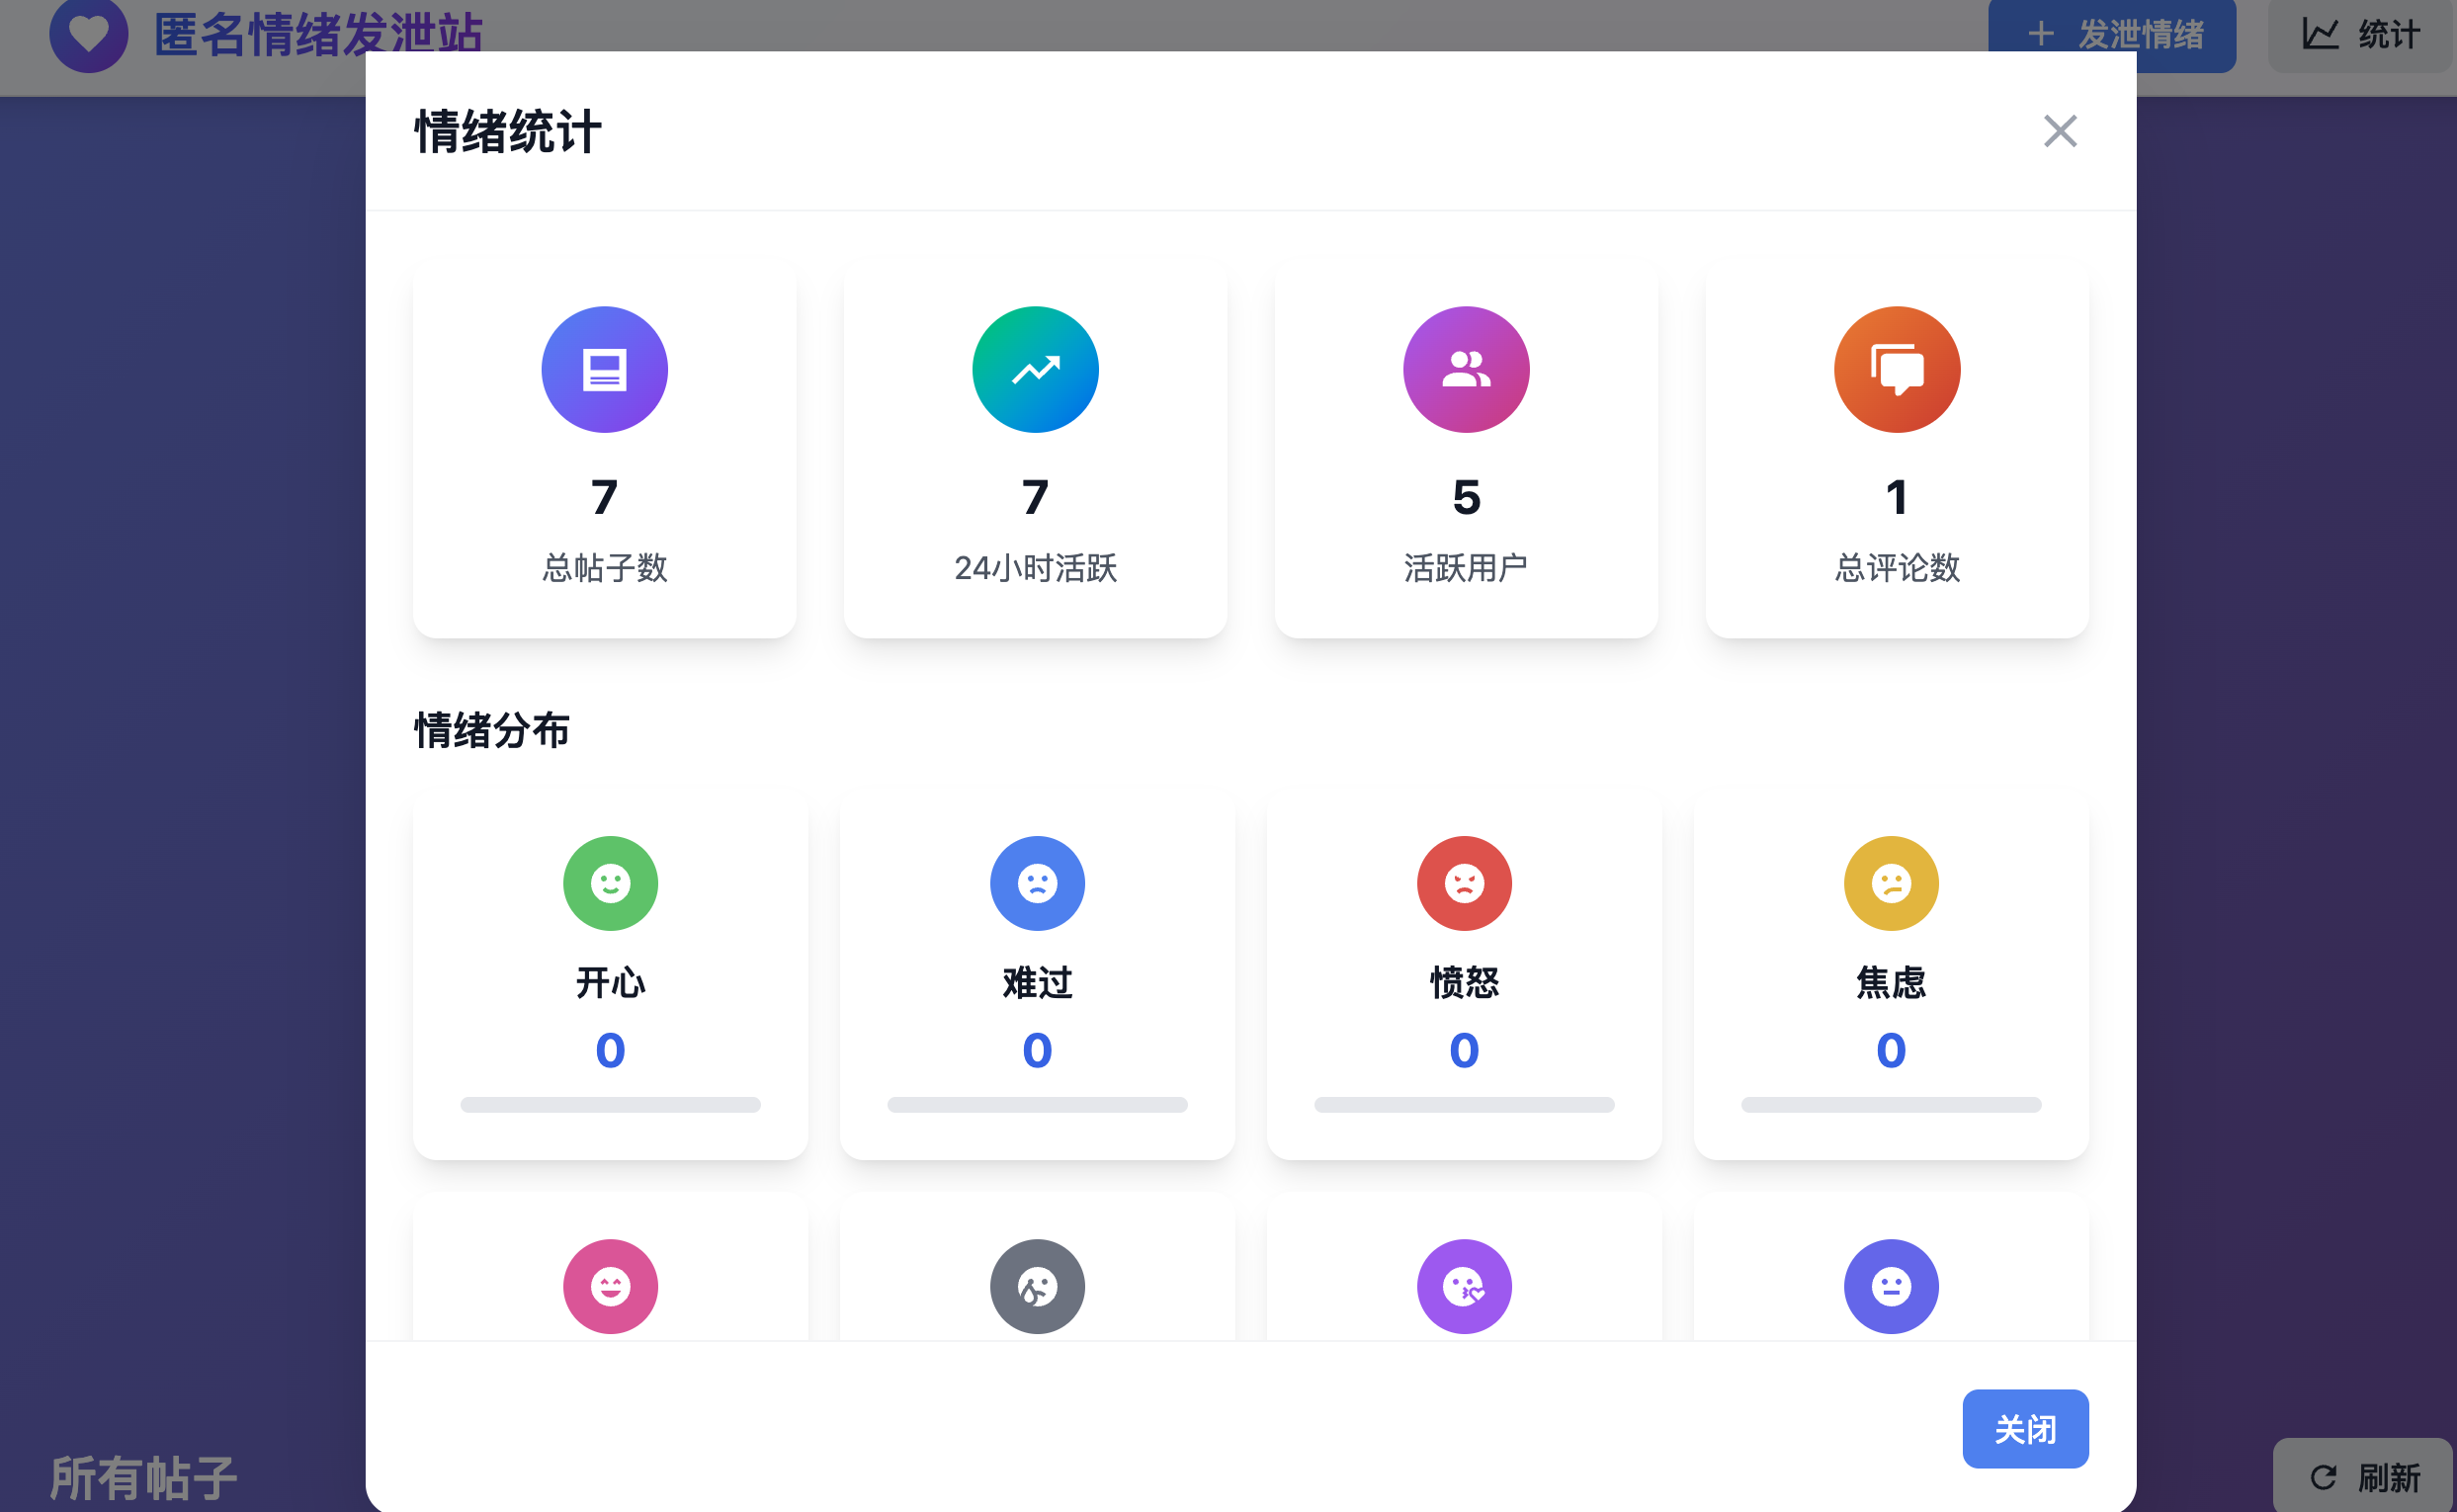 匿名情绪发泄站
发泄情绪
统计
情绪统计
7
总帖子数
7
24小时活跃
5
活跃用户
1
总评论数
情绪分布
开心
0
难过
0
愤怒
0
焦虑
0
关闭
所有帖子
刷新